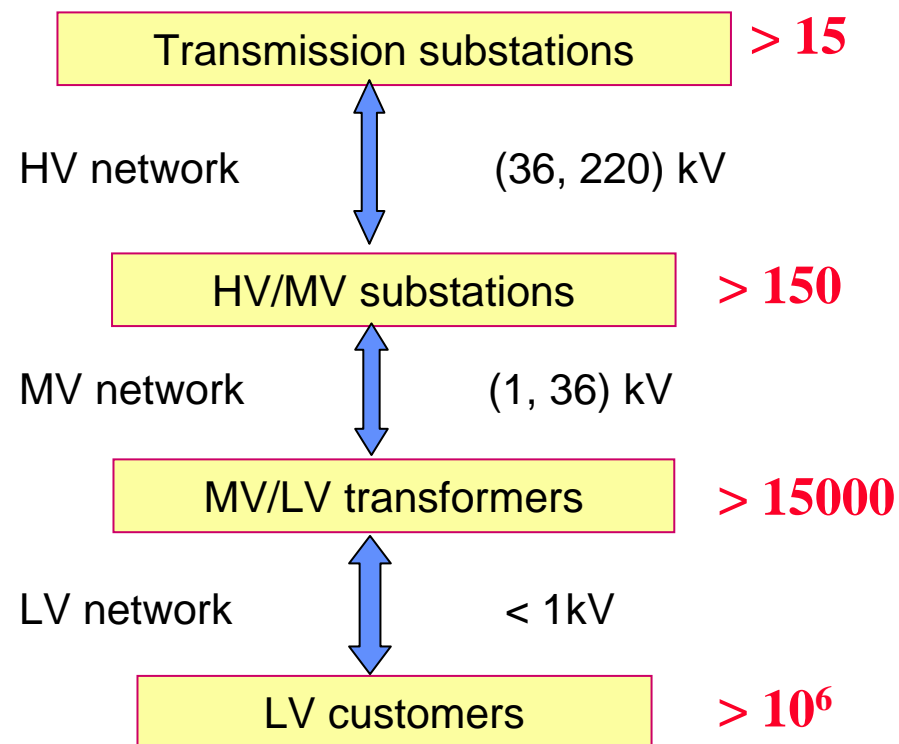 Transmission substations > 15
HV network (36, 220) kV
HV/MV substations > 150
MV network (1, 36) kV
MV/LV transformers > 15000
LV network < 1kV
LV customers > 10⁶